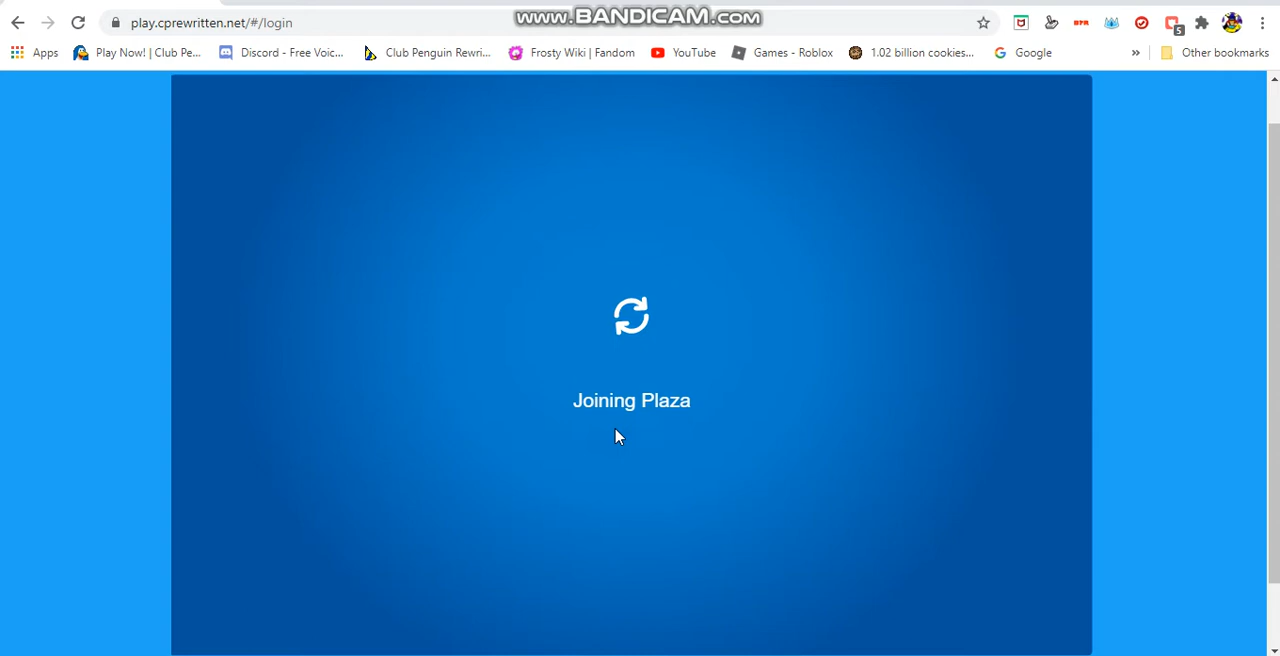 www.BANDICAM.com
play.cprewritten.net/#/login
5
Apps
Play Now! | Club Pe...
Discord - Free Voic...
Club Penguin Rewri...
Frosty Wiki | Fandom
YouTube
Games - Roblox
1.02 billion cookies...
Google
»
Other bookmarks
Joining Plaza